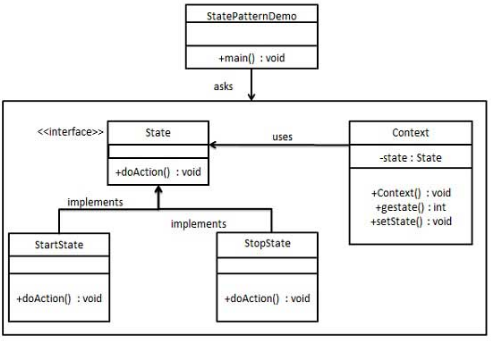 StatePatternDemo
+main() : void
asks
<<interface>>
State
+doAction() : void
uses
Context
-state : State
+Context() : void
+gestate() : int
+setState() : void
implements
implements
StartState
+doAction() : void
StopState
+doAction() : void